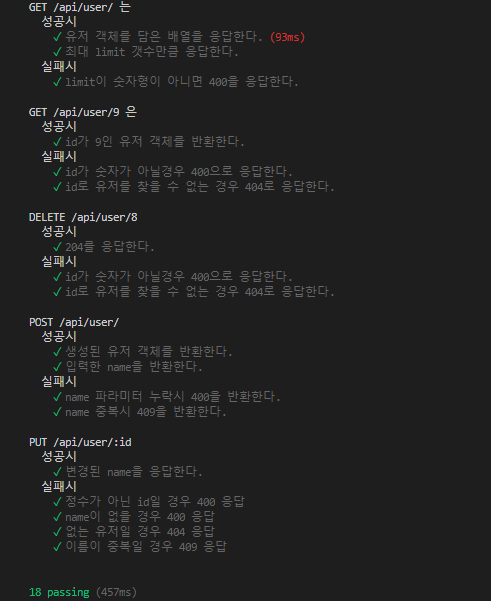 GET /api/user/ 는
성공시
✓ 유저 객체를 담은 배열을 응답한다. (93ms)
✓ 최대 limit 갯수만큼 응답한다.
실패시
✓ limit이 숫자형이 아니면 400을 응답한다.
GET /api/user/9 은
성공시
✓ id가 9인 유저 객체를 반환한다.
실패시
✓ id가 숫자가 아닐경우 400으로 응답한다.
✓ id로 유저를 찾을 수 없는 경우 404로 응답한다.
DELETE /api/user/8
성공시
✓ 204를 응답한다.
실패시
✓ id가 숫자가 아닐경우 400으로 응답한다.
✓ id로 유저를 찾을 수 없는 경우 404로 응답한다.
POST /api/user/
성공시
✓ 생성된 유저 객체를 반환한다.
✓ 입력한 name을 반환한다.
실패시
✓ name 파라미터 누락시 400을 반환한다.
✓ name 중복시 409를 반환한다.
PUT /api/user/:id
성공시
✓ 변경된 name을 응답한다.
실패시
✓ 정수가 아닌 id일 경우 400 응답
✓ name이 없을 경우 400 응답
✓ 없는 유저일 경우 404 응답
✓ 이름이 중복일 경우 409 응답
18 passing (457ms)